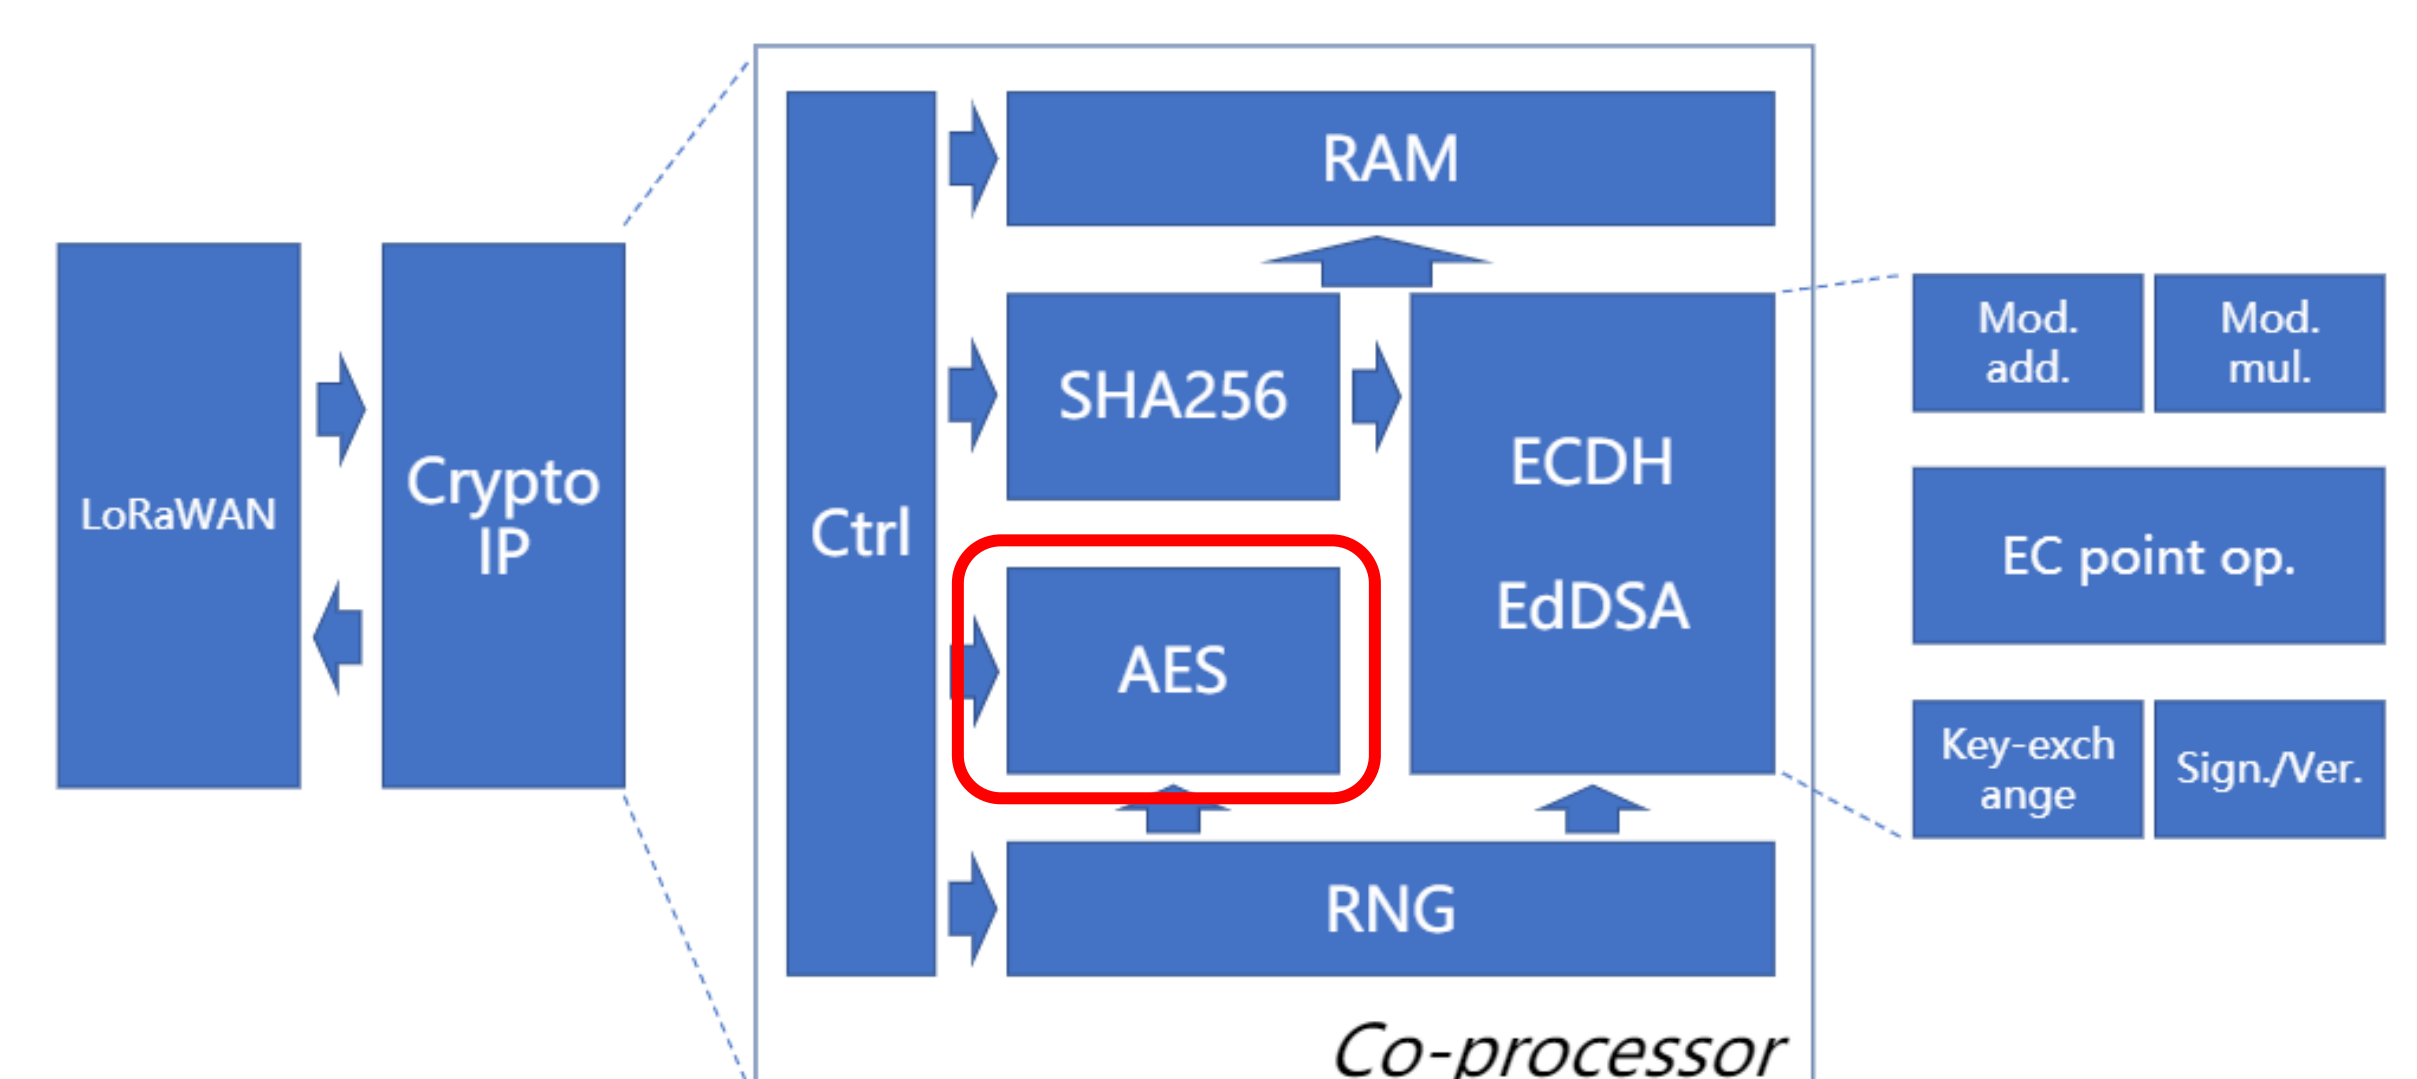 LoRaWAN
Crypto
IP
Ctrl
RAM
SHA256
AES
ECDH
EdDSA
RNG
Co-processor
Mod.
add.
Mod.
mul.
EC point op.
Key-exch
ange
Sign./Ver.